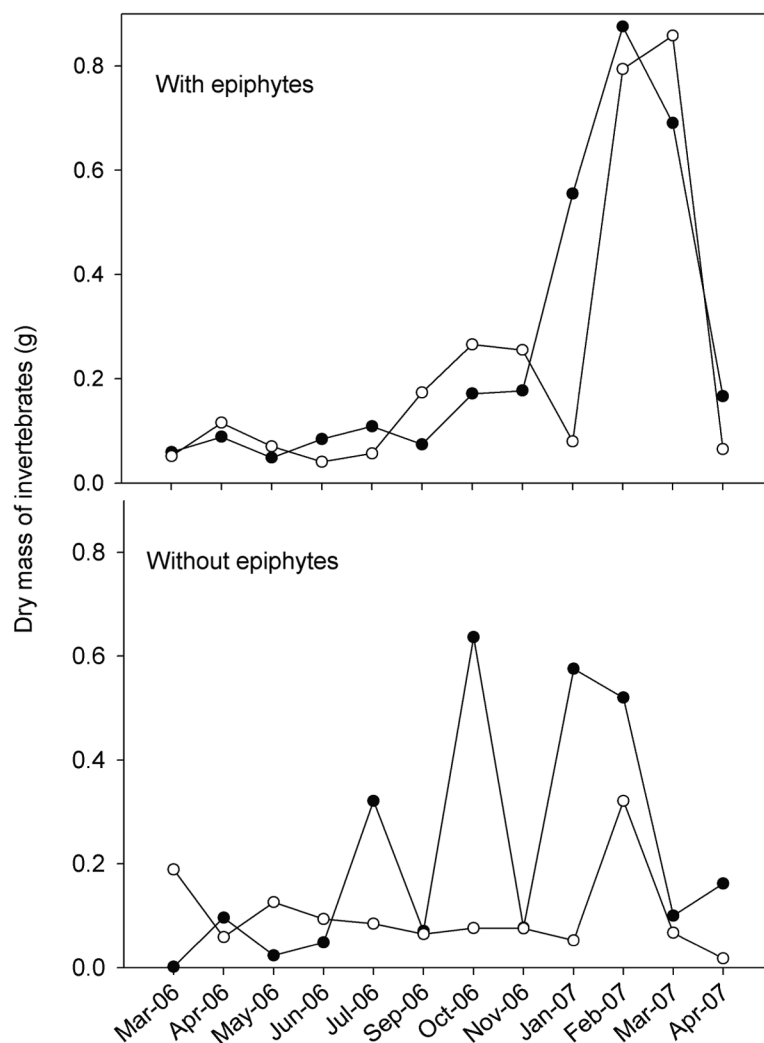 0.8
With epiphytes
0.6
0.4
0.2
0.0
Dry mass of invertebrates (g)
0.8
Without epiphytes
0.6
0.4
0.2
0.0
Mar-06
Apr-06
May-06
Jun-06
Jul-06
Sep-06
Oct-06
Nov-06
Jan-07
Feb-07
Mar-07
Apr-07